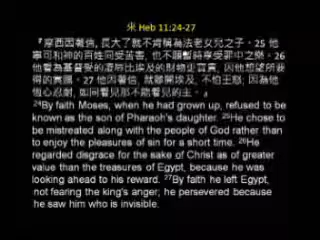 來 Heb 11:24-27
『摩西因著信, 長大了就不肯稱為法老女兒之子。25 他
寧可和神的百姓同受苦害, 也不願暫時享受罪中之樂。26
他看為基督受的凌辱比埃及的財物更寶貴, 因他想望所要
得的賞賜。27 他因著信, 就離開埃及, 不怕王怒; 因為他
恆心忍耐, 如同看見那不能看見的主。』
24By faith Moses, when he had grown up, refused to be
known as the son of Pharaoh's daughter. 25He chose to
be mistreated along with the people of God rather than
to enjoy the pleasures of sin for a short time. 26He
regarded disgrace for the sake of Christ as of greater
value than the treasures of Egypt, because he was
looking ahead to his reward. 27By faith he left Egypt,
not fearing the king's anger; he persevered because
he saw him who is invisible.